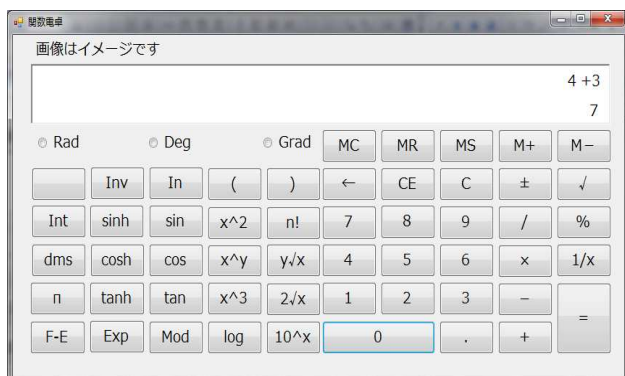 関数電卓
画像はイメージです
4 +3
7
Rad Deg Grad MC MR MS M+ M−
Inv In ( ) ← CE C ± √
Int sinh sin x^2 n! 7 8 9 / %
dms cosh cos x^y y√x 4 5 6 × 1/x
п tanh tan x^3 2√x 1 2 3 − =
F-E Exp Mod log 10^x 0 . +